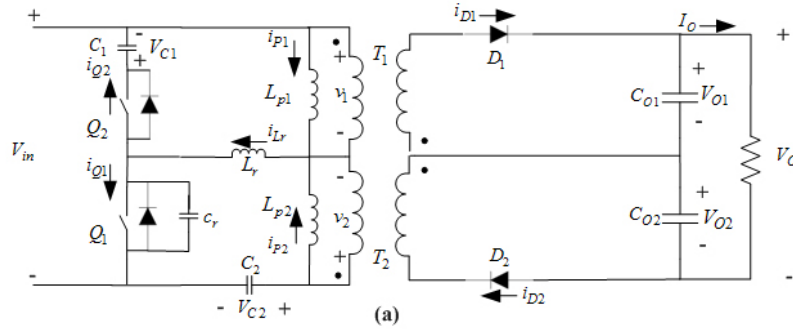 +
C1
-
VC1
+
iP1
T1
iD1
D1
IO
+
iQ2
Q2
Lp1
+
v1
-
CO1
+
VO1
-
iLr
Lr
Vin
iQ1
Q1
cr
Lp2
iP2
-
v2
+
T2
CO2
+
VO2
-
VO
C2
- VC2 +
D2
iD2
-
-
(a)